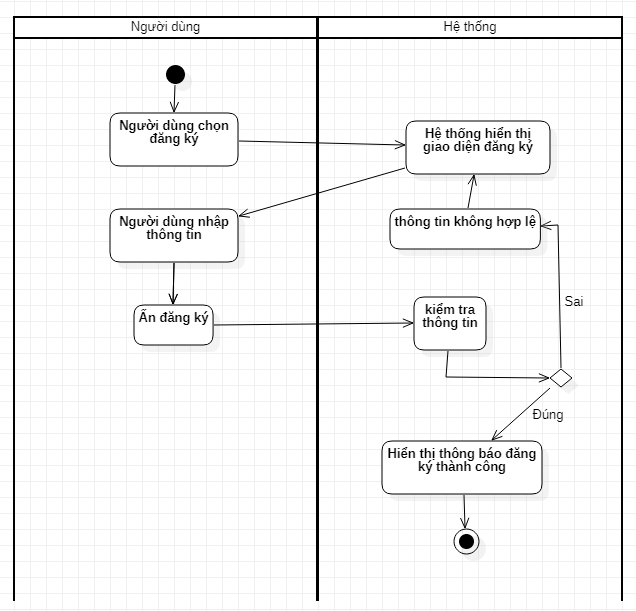 Người dùng
Hệ thống
Người dùng chọn
đăng ký
Hệ thống hiển thị
giao diện đăng ký
Người dùng nhập
thông tin
thông tin không hợp lệ
Sai
Ấn đăng ký
kiểm tra
thông tin
Đúng
Hiển thị thông báo đăng
ký thành công